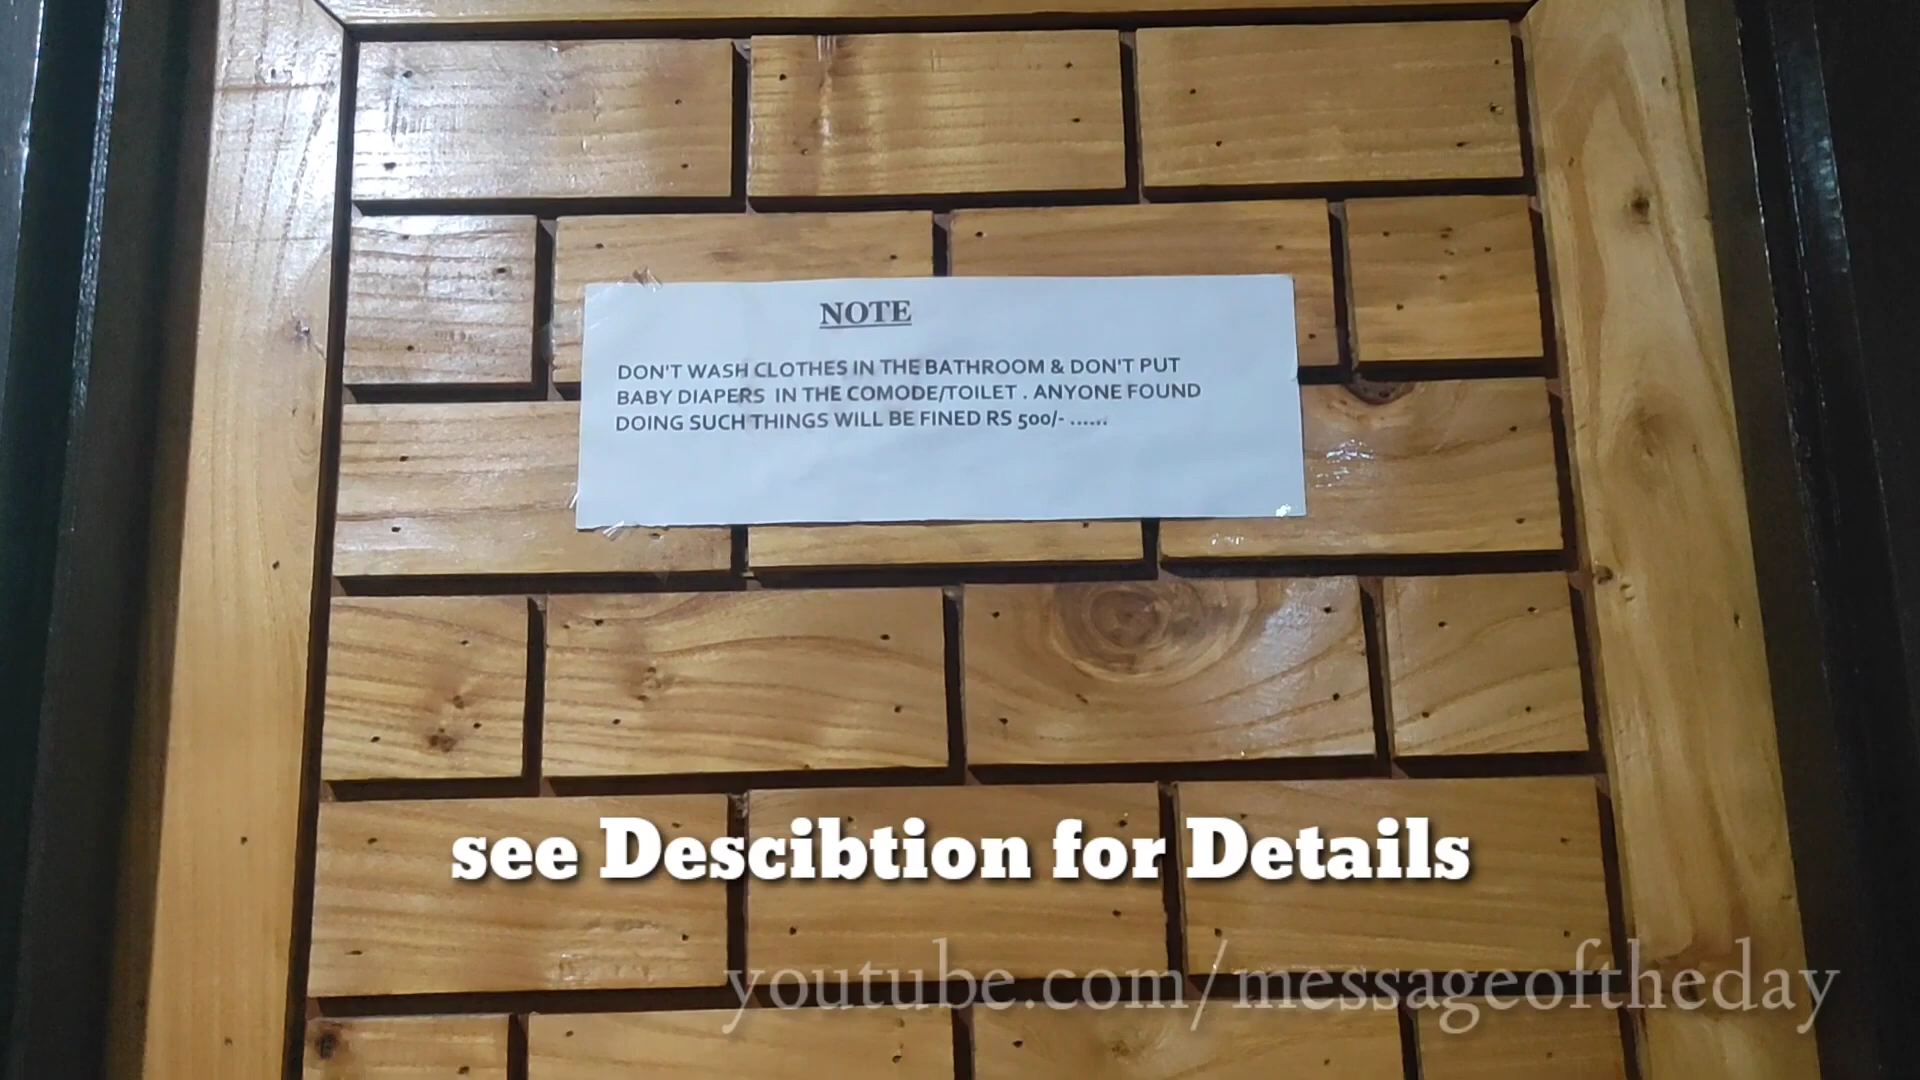 NOTE
DON'T WASH CLOTHES IN THE BATHROOM & DON'T PUT
BABY DIAPERS IN THE COMODE/TOILET . ANYONE FOUND
DOING SUCH THINGS WILL BE FINED RS 500/- ......
see Descibtion for Details
youtube.com/messageoftheday